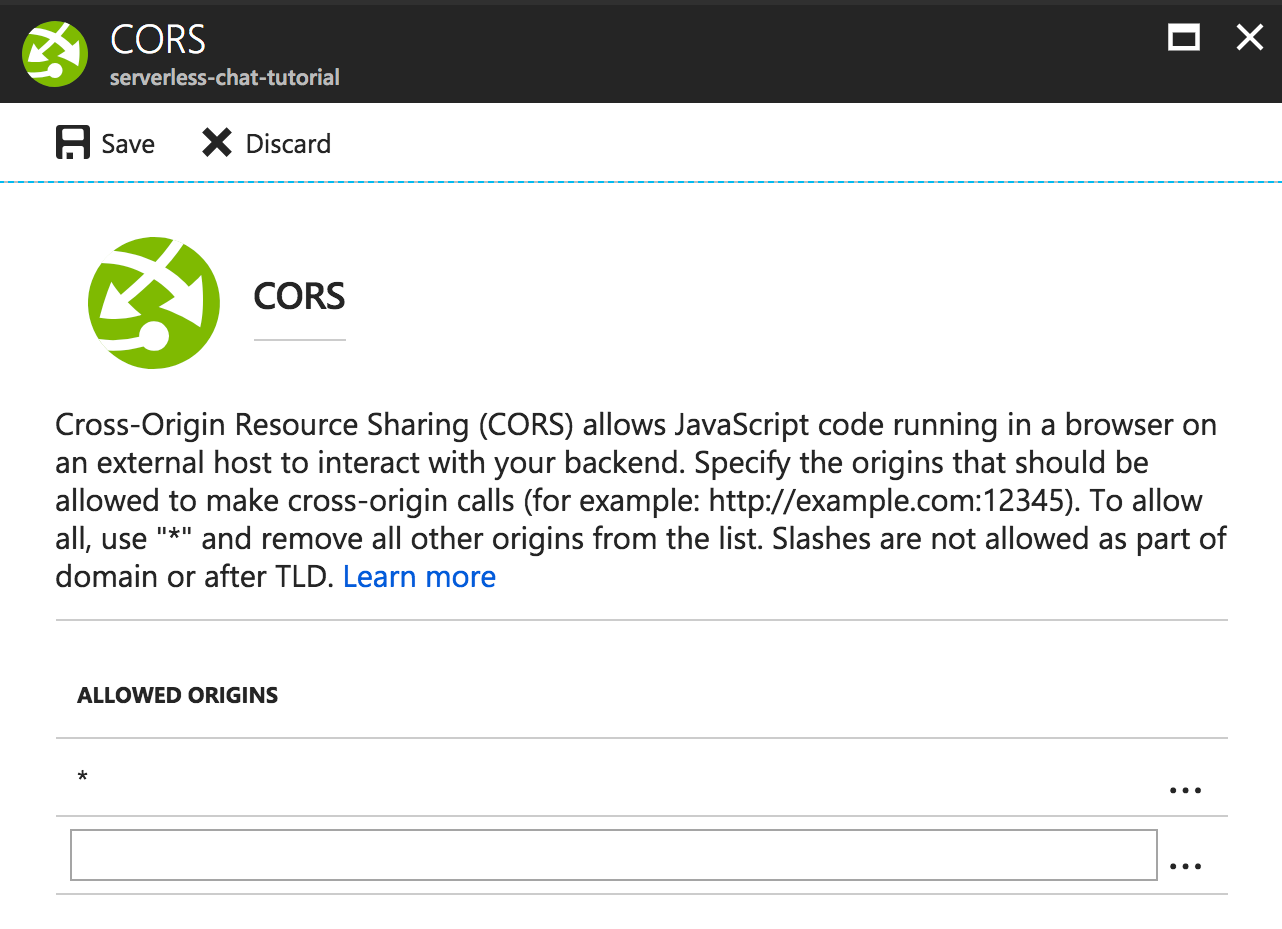 CORS
serverless-chat-tutorial
Save Discard
CORS
Cross-Origin Resource Sharing (CORS) allows JavaScript code running in a browser on
an external host to interact with your backend. Specify the origins that should be
allowed to make cross-origin calls (for example: http://example.com:12345). To allow
all, use "*" and remove all other origins from the list. Slashes are not allowed as part of
domain or after TLD. Learn more
ALLOWED ORIGINS
* ...
...